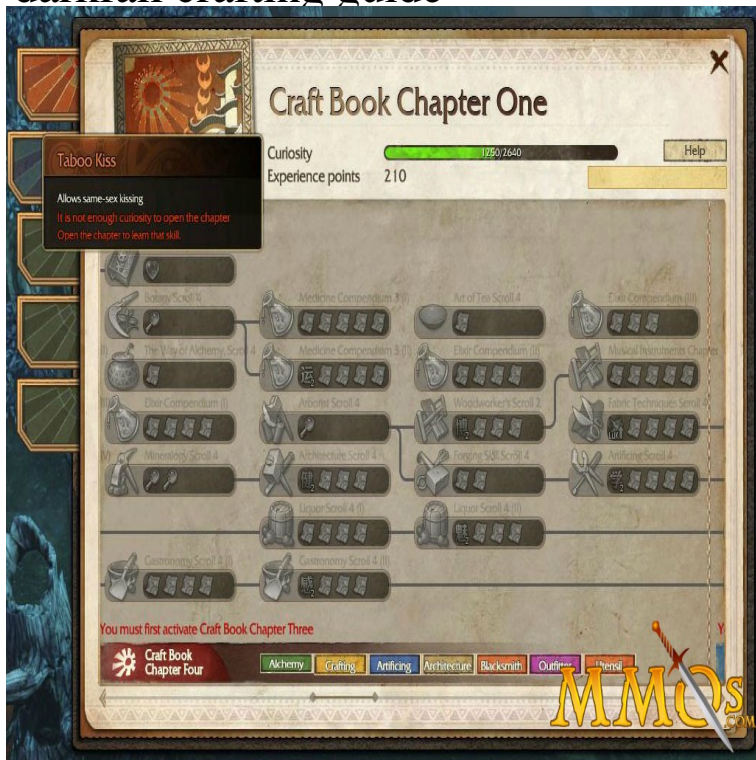 darkfall crafting guide
Craft Book Chapter One
Taboo Kiss
Allows same-sex kissing
It is not enough curiosity to open the chapter
Open the chapter to learn that skill.
Curiosity
1250/2640
Help
Experience points 210
Botany Scroll 4
Medicine Compendium 3 (I)
Art of Tea Scroll 4
Elixir Compendium (III)
The Way of Alchemy, Scroll 4
Medicine Compendium 3 (II)
Elixir Compendium (II)
Musical Instruments Chapter
Elixir Compendium (I)
Arborist Scroll 4
Woodworker's Scroll 2
Fabric Techniques Scroll 4
Mineralogy Scroll 4
Architecture Scroll 4
Forging Skill Scroll 4
Artificing Scroll 4
Liquor Scroll 4 (I)
Liquor Scroll 4 (II)
Gastronomy Scroll 4 (I)
Gastronomy Scroll 4 (II)
You must first activate Craft Book Chapter Three
Y
Craft Book
Chapter Four
Alchemy
Crafting
Artificing
Architecture
Blacksmith
Outfitter
Utensil
MMOs
.COM